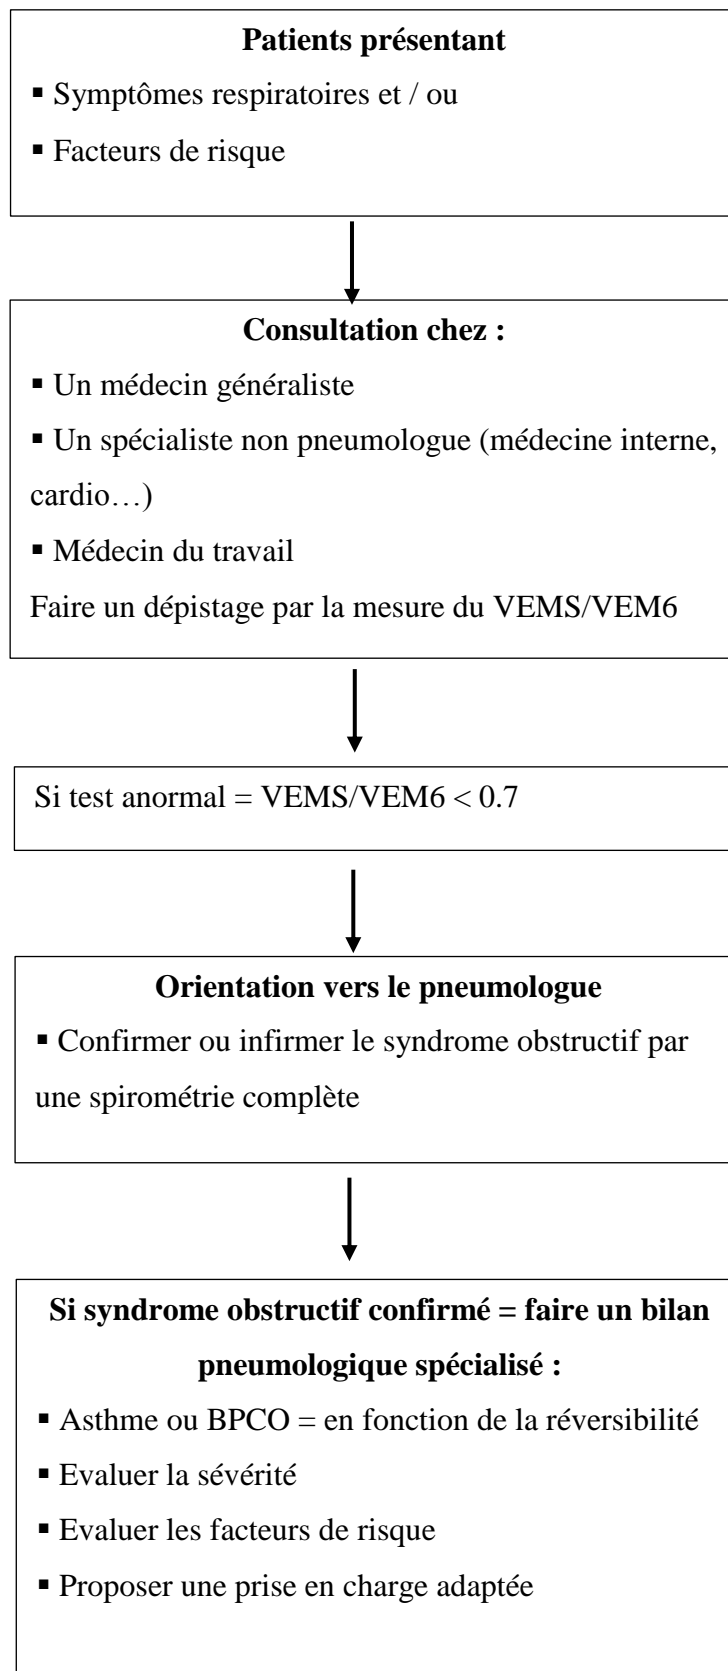 Patients présentant
▪ Symptômes respiratoires et / ou
▪ Facteurs de risque
Consultation chez :
▪ Un médecin généraliste
▪ Un spécialiste non pneumologue (médecine interne,
cardio…)
▪ Médecin du travail
Faire un dépistage par la mesure du VEMS/VEM6
Si test anormal = VEMS/VEM6 < 0.7
Orientation vers le pneumologue
▪ Confirmer ou infirmer le syndrome obstructif par
une spirométrie complète
Si syndrome obstructif confirmé = faire un bilan
pneumologique spécialisé :
▪ Asthme ou BPCO = en fonction de la réversibilité
▪ Evaluer la sévérité
▪ Evaluer les facteurs de risque
▪ Proposer une prise en charge adaptée